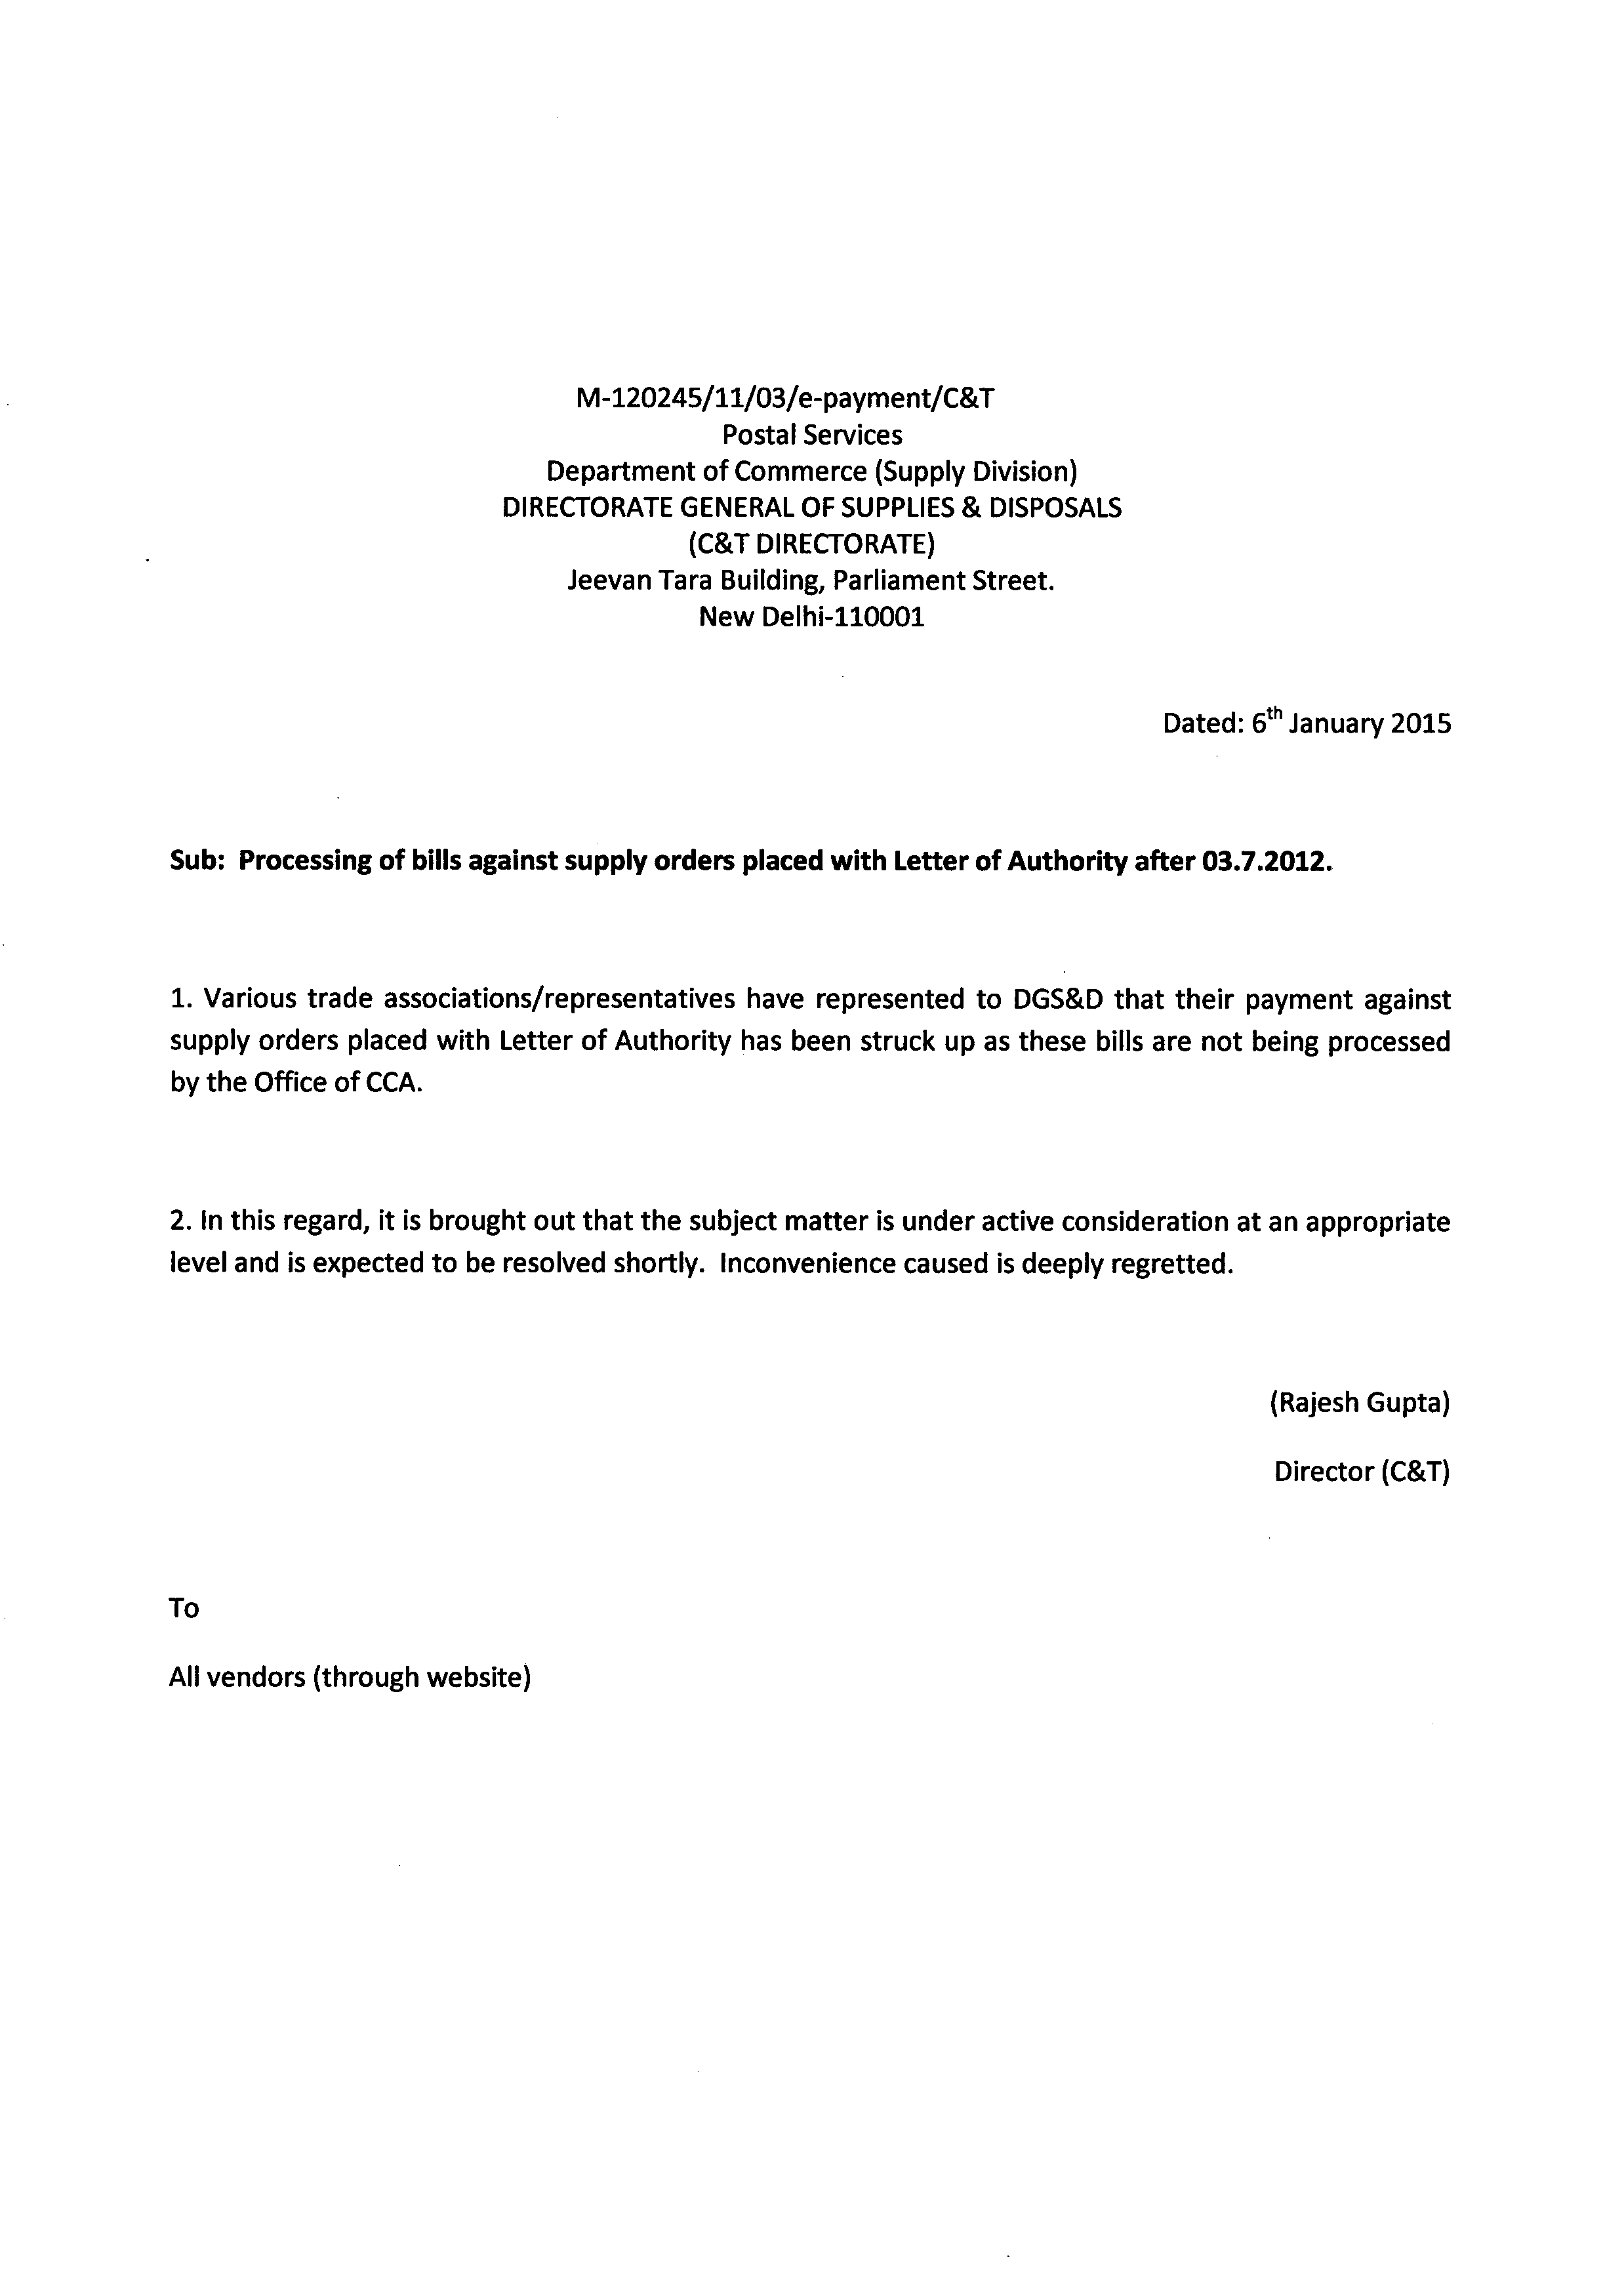 M-120245/11/03/e-payment/C&T
Postal Services
Department of Commerce (Supply Division)
DIRECTORATE GENERAL OF SUPPLIES & DISPOSALS
(C&T DIRECTORATE)
Jeevan Tara Building, Parliament Street.
New Delhi-110001
Dated: 6th January 2015
Sub: Processing of bills against supply orders placed with Letter of Authority after 03.7.2012.
1. Various trade associations/representatives have represented to DGS&D that their payment against
supply orders placed with Letter of Authority has been struck up as these bills are not being processed
by the Office of CCA.
2. In this regard, it is brought out that the subject matter is under active consideration at an appropriate
level and is expected to be resolved shortly. Inconvenience caused is deeply regretted.
(Rajesh Gupta)
Director (C&T)
To
All vendors (through website)